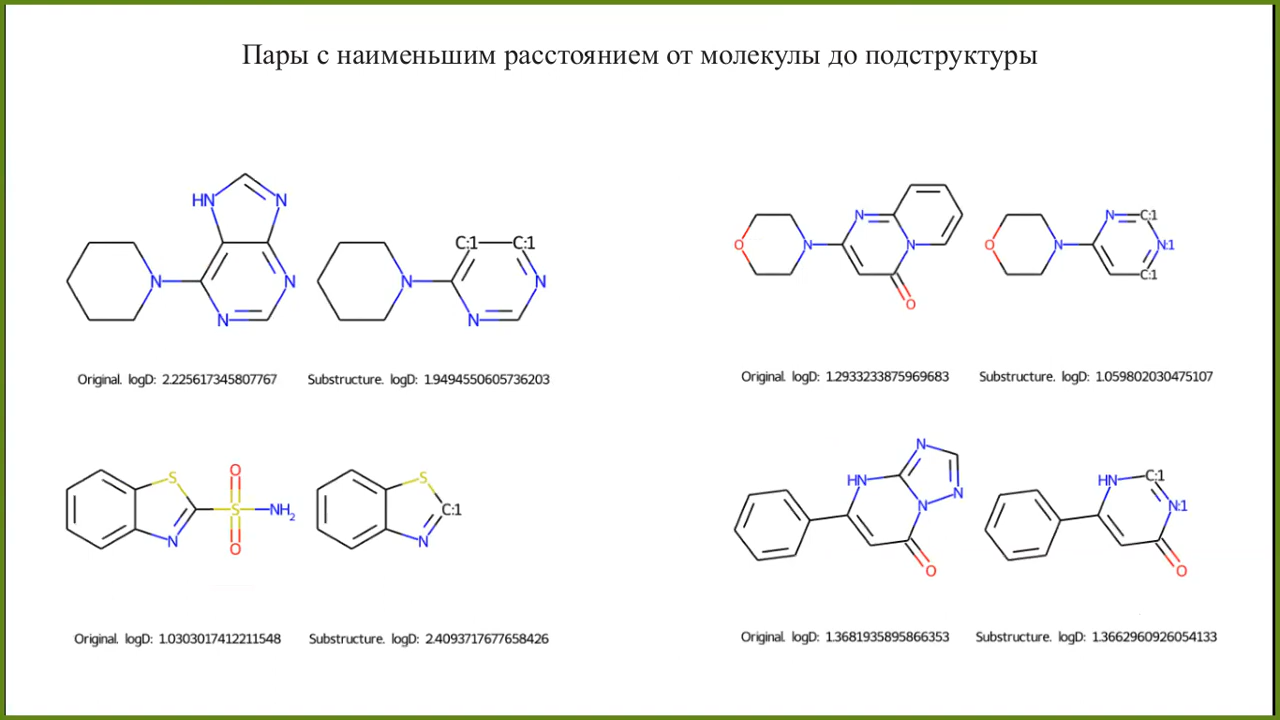 Пары с наименьшим расстоянием от молекулы до подструктуры
HN N N N N
C:1 C:1 N N N
Original. logD: 2.225617345807767
Substructure. logD: 1.9494550605736203
O N N N O
O N N C:1 N:1 C:1
Original. logD: 1.2933233875969683
Substructure. logD: 1.059802030475107
S N O S O NH2
S C:1 N
Original. logD: 1.0303017412211548
Substructure. logD: 2.4093717677658426
HN N N N O
HN C:1 N:1 O
Original. logD: 1.3681935895866353
Substructure. logD: 1.3662960926054133